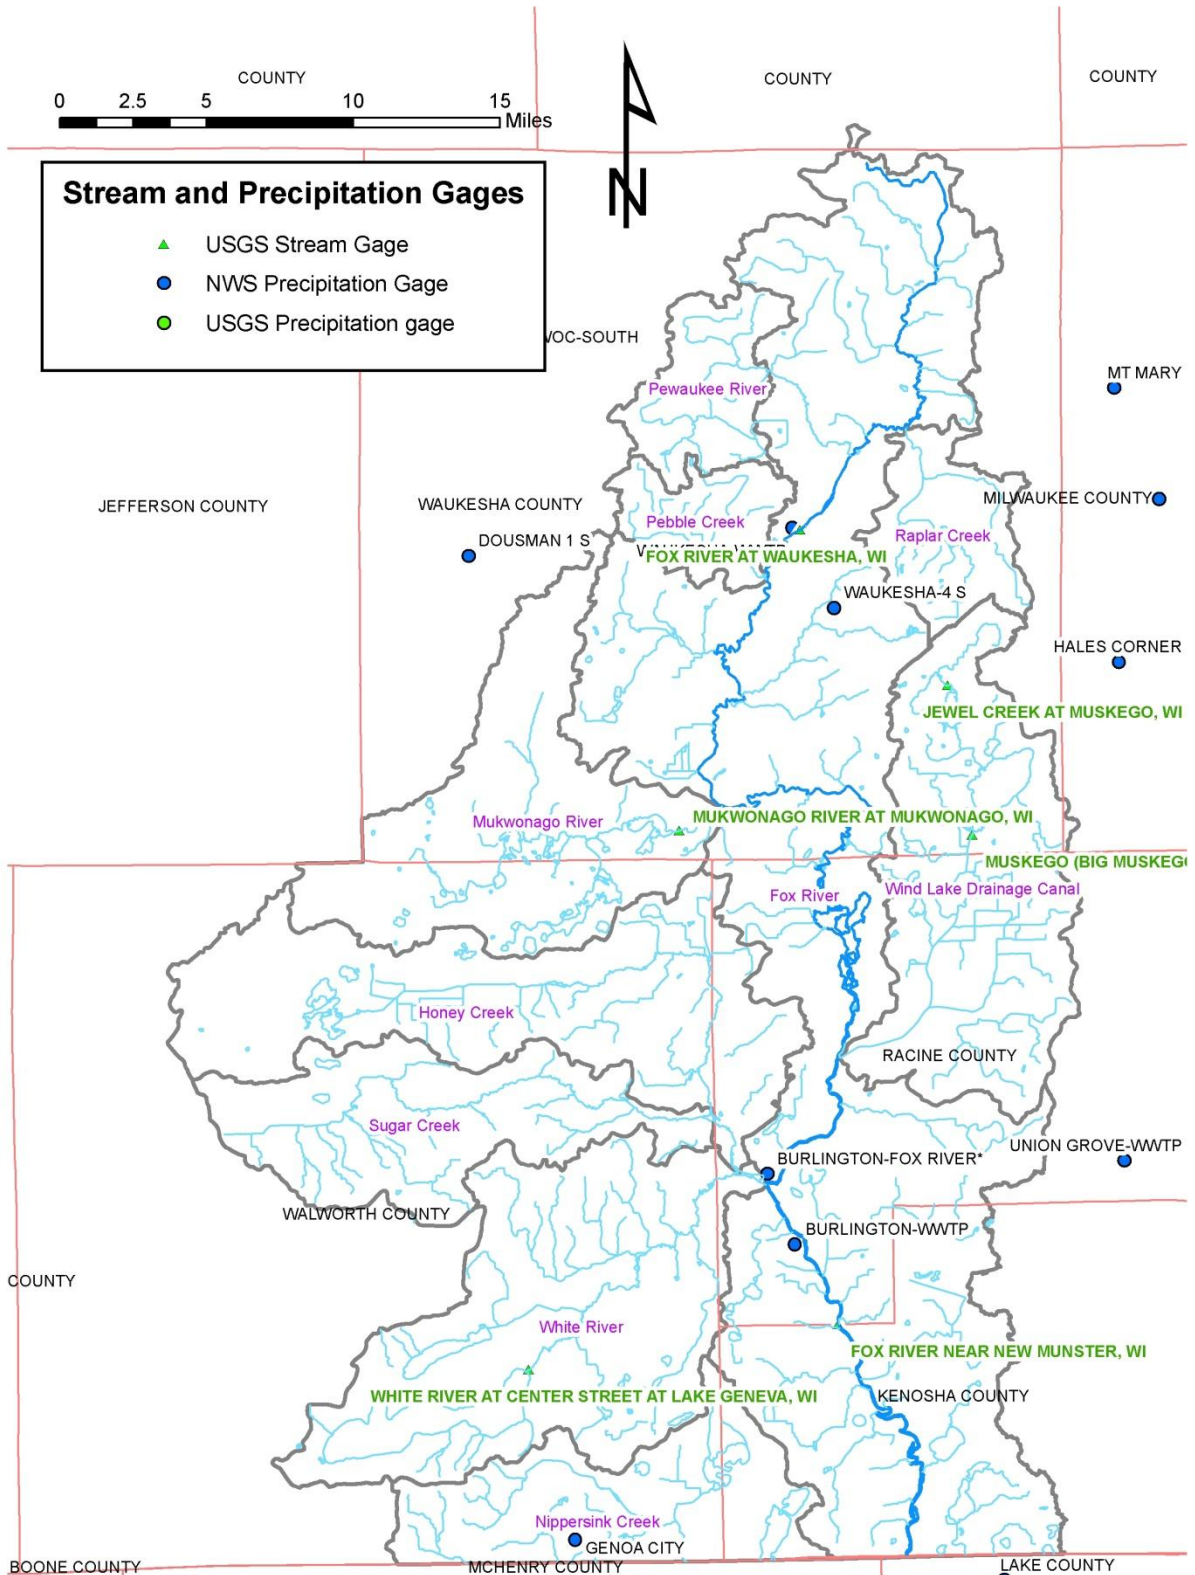 COUNTY
COUNTY
COUNTY
0 2.5 5 10 15
Miles
N
Stream and Precipitation Gages
USGS Stream Gage
NWS Precipitation Gage
USGS Precipitation gage
WOC-SOUTH
MT MARY
Pewaukee River
JEFFERSON COUNTY
WAUKESHA COUNTY
MILWAUKEE COUNTY
Pebble Creek
DOUSMAN 1 S
Raplar Creek
FOX RIVER AT WAUKESHA, WI
WAUKESHA-4 S
HALES CORNER
JEWEL CREEK AT MUSKEGO, WI
Mukwonago River
MUKWONAGO RIVER AT MUKWONAGO, WI
MUSKEGO (BIG MUSKEGO
Fox River
Wind Lake Drainage Canal
Honey Creek
RACINE COUNTY
Sugar Creek
UNION GROVE-WWTP
BURLINGTON-FOX RIVER*
WALWORTH COUNTY
BURLINGTON-WWTP
COUNTY
White River
FOX RIVER NEAR NEW MUNSTER, WI
WHITE RIVER AT CENTER STREET AT LAKE GENEVA, WI
KENOSHA COUNTY
Nippersink Creek
GENOA CITY
BOONE COUNTY
MCHENRY COUNTY
LAKE COUNTY